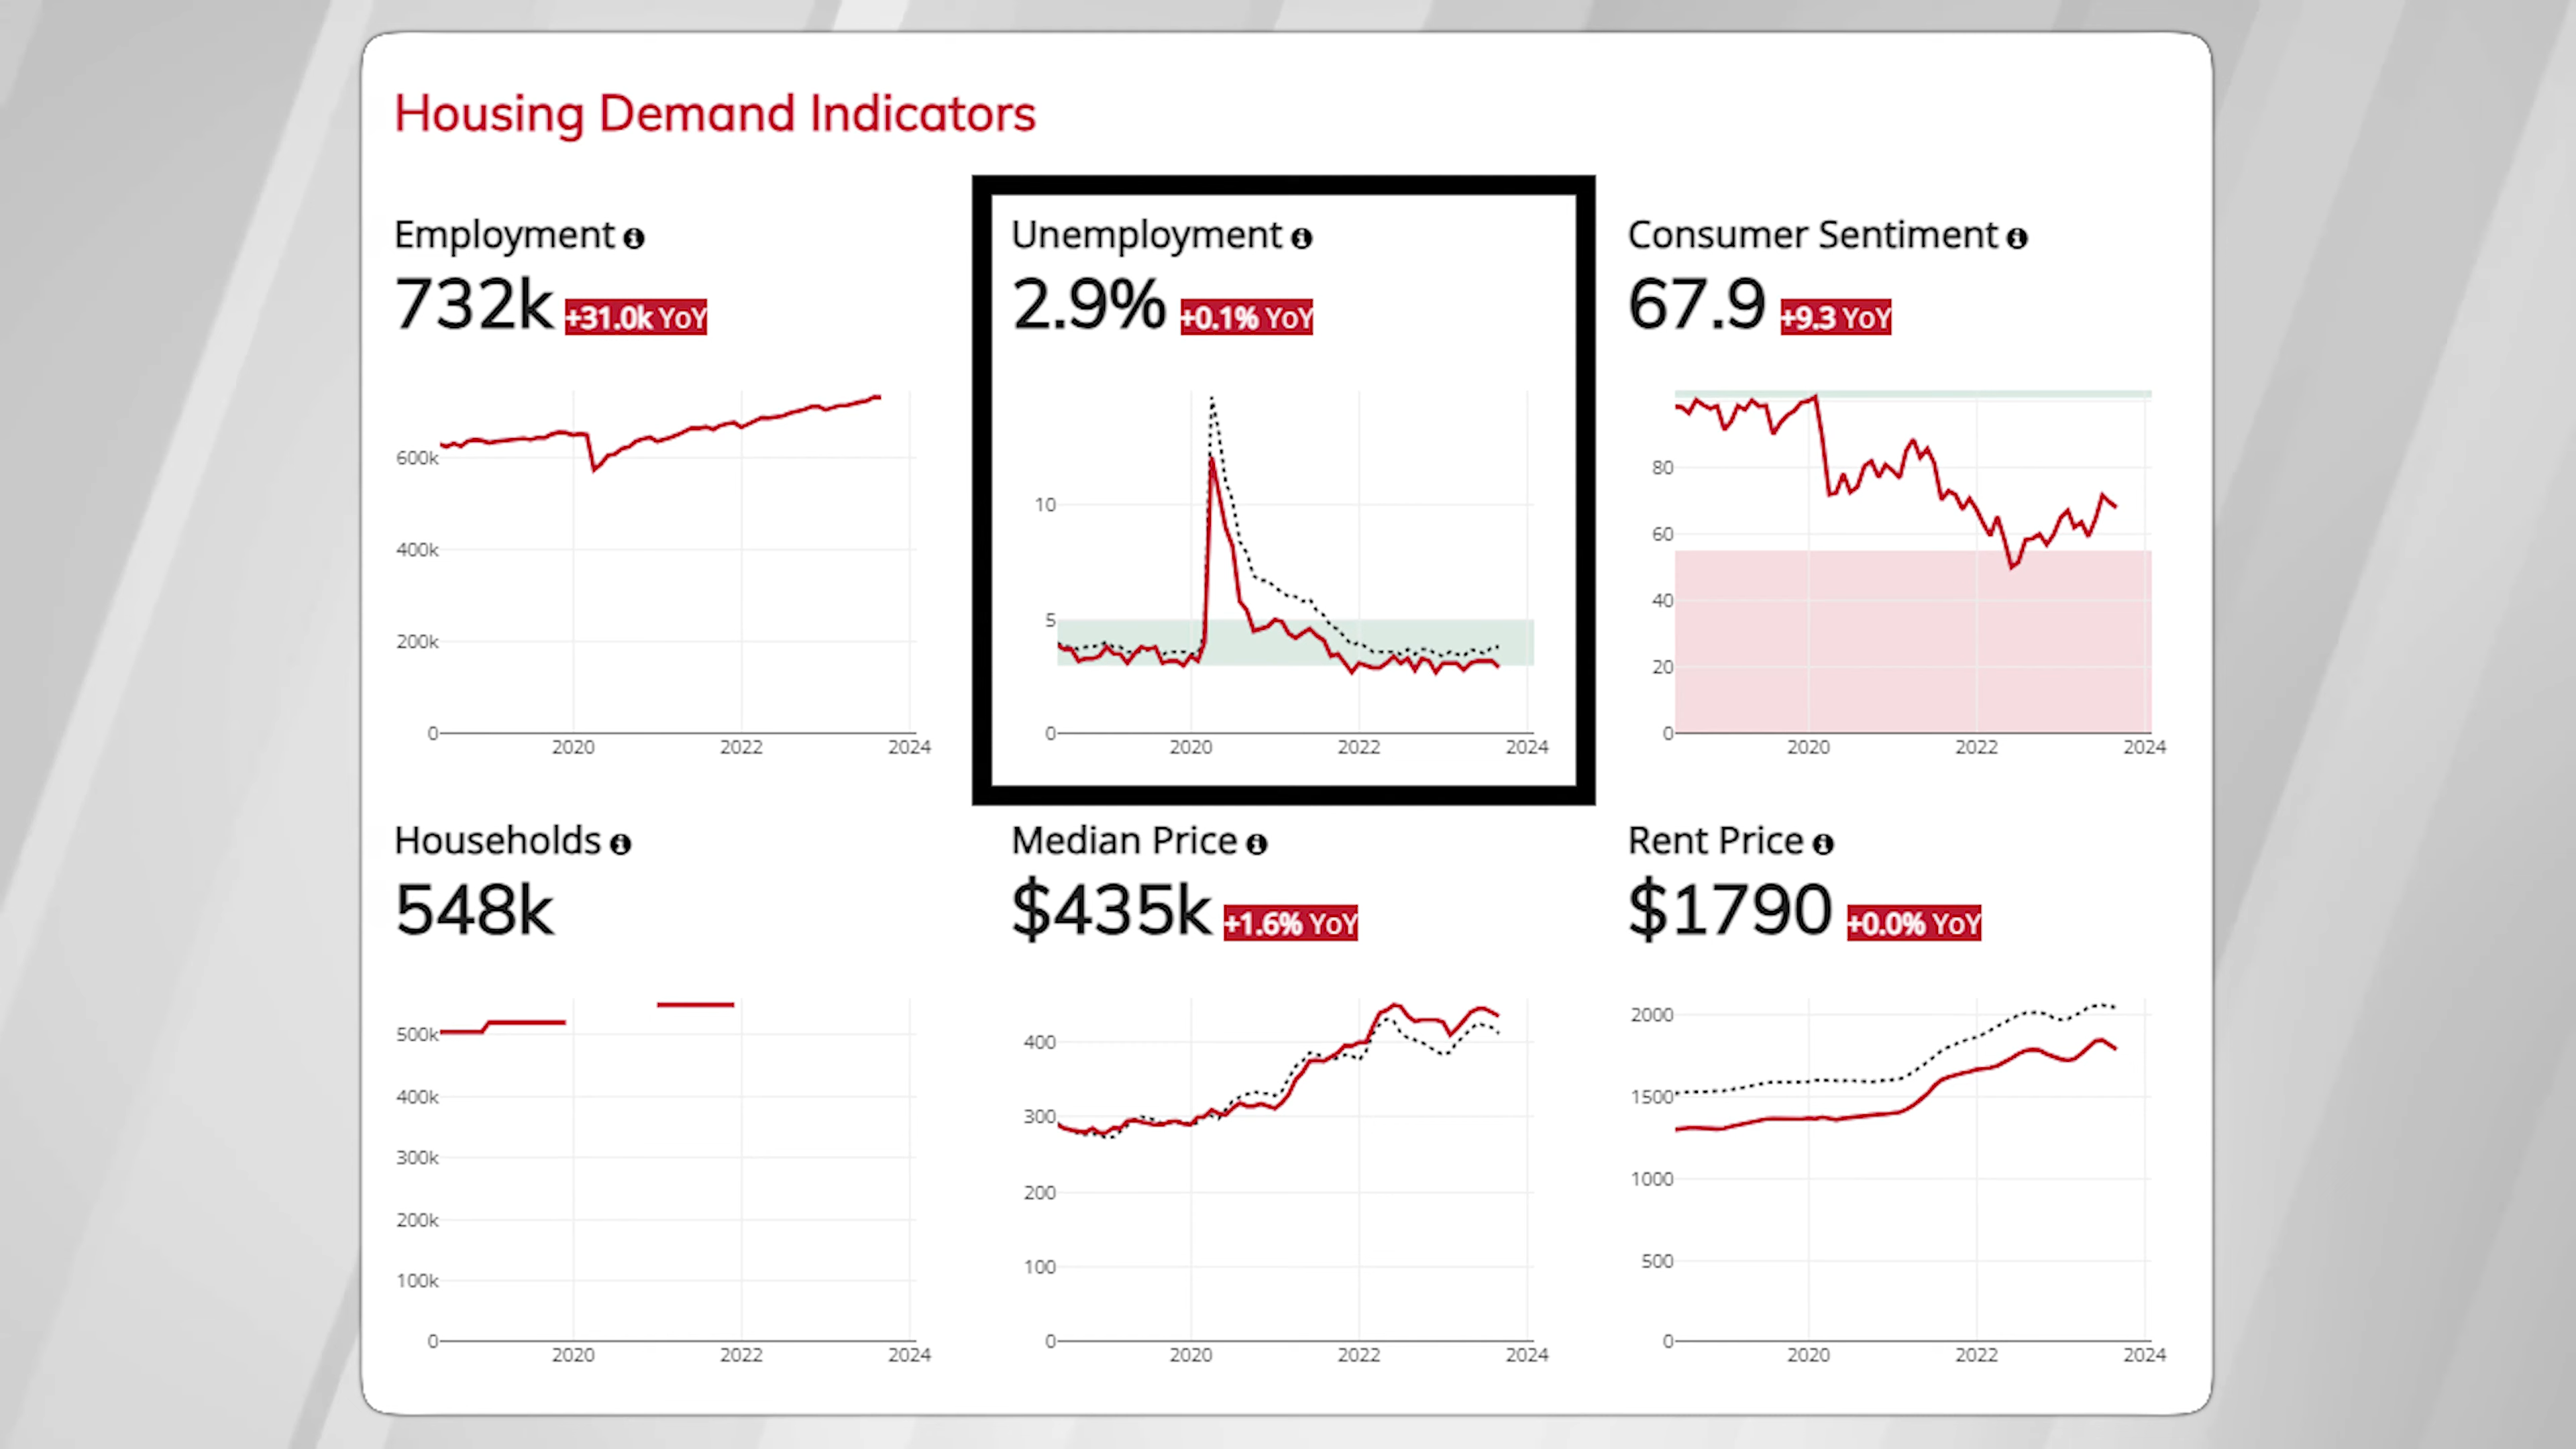 Housing Demand Indicators
Employment
732k +31.0k YoY
600k
400k
200k
0
2020 2022 2024
Unemployment
2.9% +0.1% YoY
10
5
0
2020 2022 2024
Consumer Sentiment
67.9 +9.3 YoY
80
60
40
20
0
2020 2022 2024
Households
548k
500k
400k
300k
200k
100k
0
2020 2022 2024
Median Price
$435k +1.6% YoY
400
300
200
100
0
2020 2022 2024
Rent Price
$1790 +0.0% YoY
2000
1500
1000
500
0
2020 2022 2024